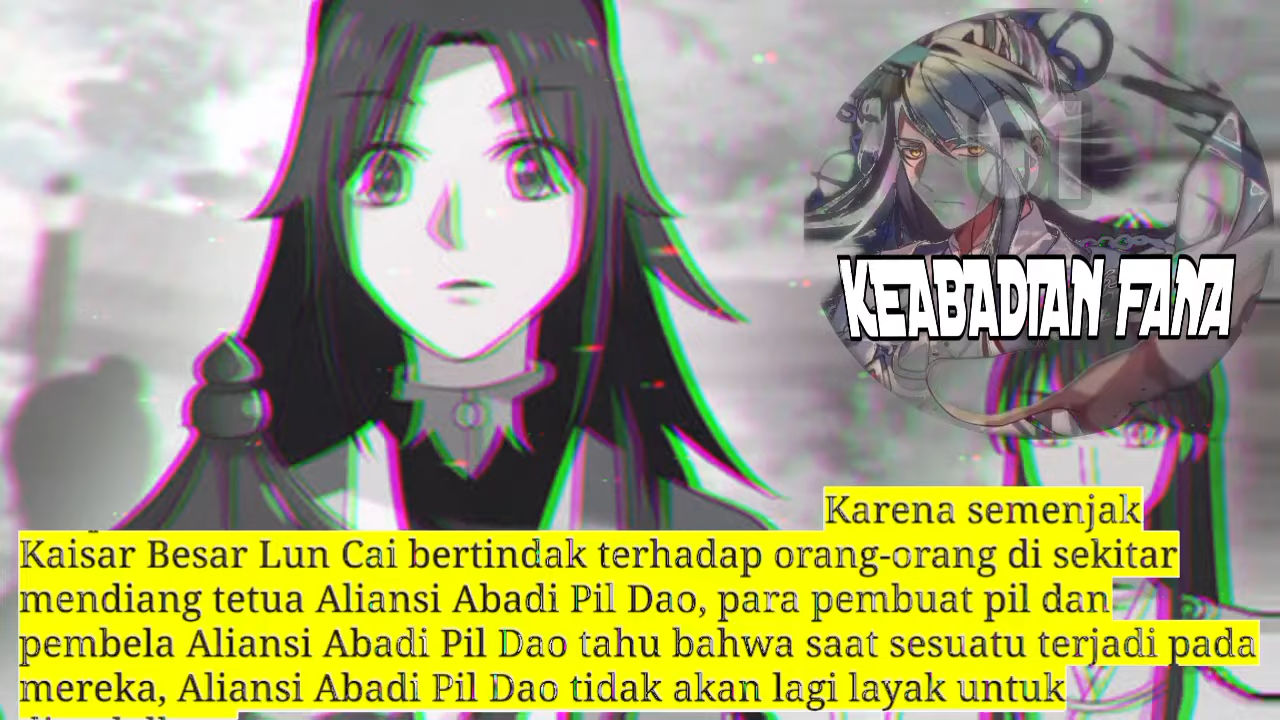 KEABADIAN FANA
Karena semenjak
Kaisar Besar Lun Cai bertindak terhadap orang-orang di sekitar
mendiang tetua Aliansi Abadi Pil Dao, para pembuat pil dan
pembela Aliansi Abadi Pil Dao tahu bahwa saat sesuatu terjadi pada
mereka, Aliansi Abadi Pil Dao tidak akan lagi layak untuk